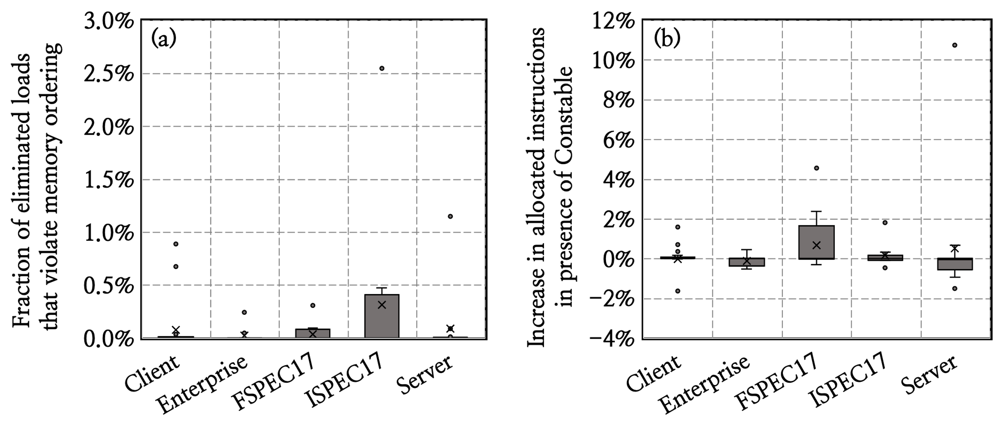 Fraction of eliminated loads
that violate memory ordering
3.0%
2.5%
2.0%
1.5%
1.0%
0.5%
0.0%
(a)
Client
Enterprise
FSPEC17
ISPEC17
Server
Increase in allocated instructions
in presence of Constable
12%
10%
8%
6%
4%
2%
0%
−2%
−4%
(b)
Client
Enterprise
FSPEC17
ISPEC17
Server